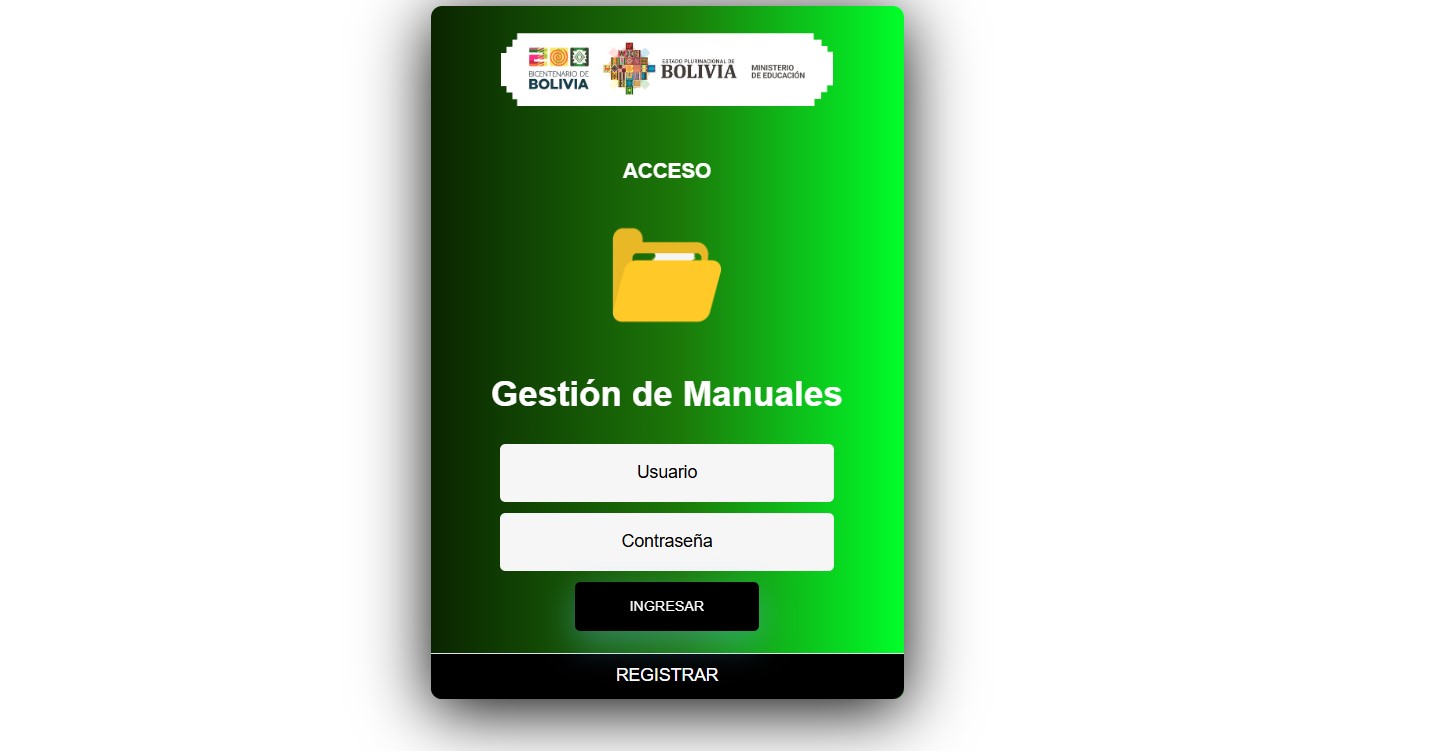 BICENTENARIO DE
BOLIVIA
ESTADO PLURINACIONAL DE
BOLIVIA
MINISTERIO
DE EDUCACIÓN
ACCESO
Gestión de Manuales
Usuario
Contraseña
INGRESAR
REGISTRAR